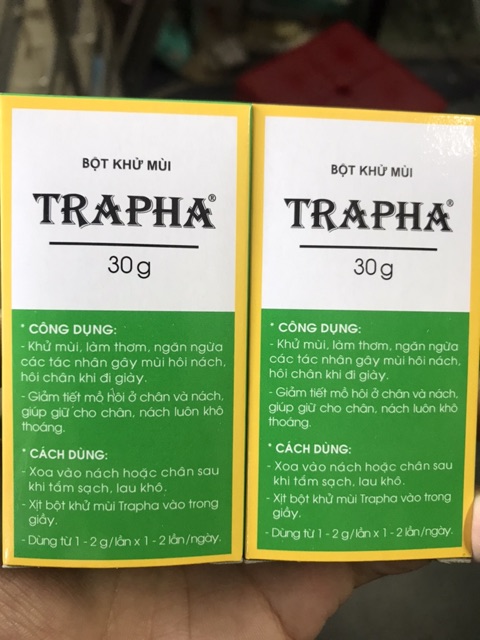 BỘT KHỬ MÙI
TRAPHA®
30g
* CÔNG DỤNG:
- Khử mùi, làm thơm, ngăn ngừa
các tác nhân gây mùi hôi nách,
hôi chân khi đi giày.
- Giảm tiết mồ hôi ở chân và nách,
giúp giữ cho chân, nách luôn khô
thoáng.
* CÁCH DÙNG:
- Xoa vào nách hoặc chân sau
khi tắm sạch, lau khô.
- Xịt bột khử mùi Trapha vào trong
giầy.
- Dùng từ 1 - 2 g/lần x 1 - 2 lần/ngày.
BỘT KHỬ MÙI
TRAPHA®
30g
* CÔNG DỤNG:
- Khử mùi, làm thơm, ngăn ngừa
các tác nhân gây mùi hôi nách,
hôi chân khi đi giày.
- Giảm tiết mồ hôi ở chân và nách,
giúp giữ cho chân, nách luôn khô
thoáng.
* CÁCH DÙNG:
- Xoa vào nách hoặc chân sau
khi tắm sạch, lau khô.
- Xịt bột khử mùi Trapha vào trong
giầy.
- Dùng từ 1 - 2 g/lần x 1 - 2 lần/ngày.